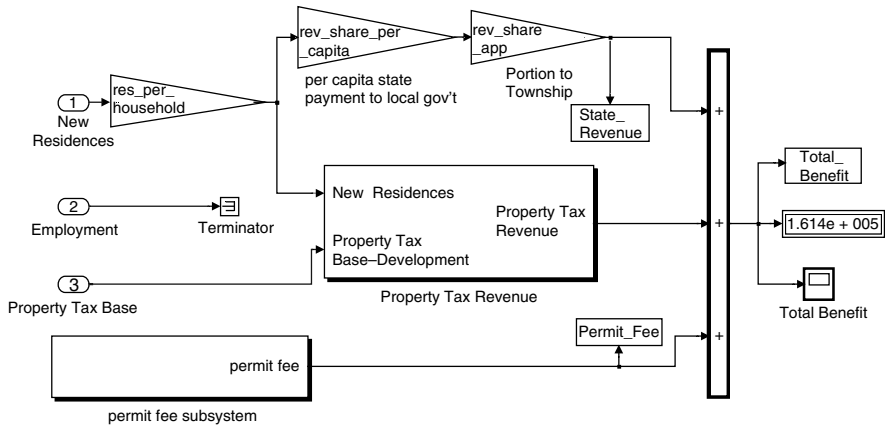 rev_share_per
_capita
rev_share
_app
per capita state
payment to local gov't
Portion to
Township
res_per_
household
1
New
Residences
State_
Revenue
+
Total_
Benefit
New Residences
2
Employment
Terminator
Property Tax
Revenue
+
1.614e + 005
Property Tax
Base–Development
3
Property Tax Base
Property Tax Revenue
Total Benefit
Permit_Fee
+
permit fee
permit fee subsystem